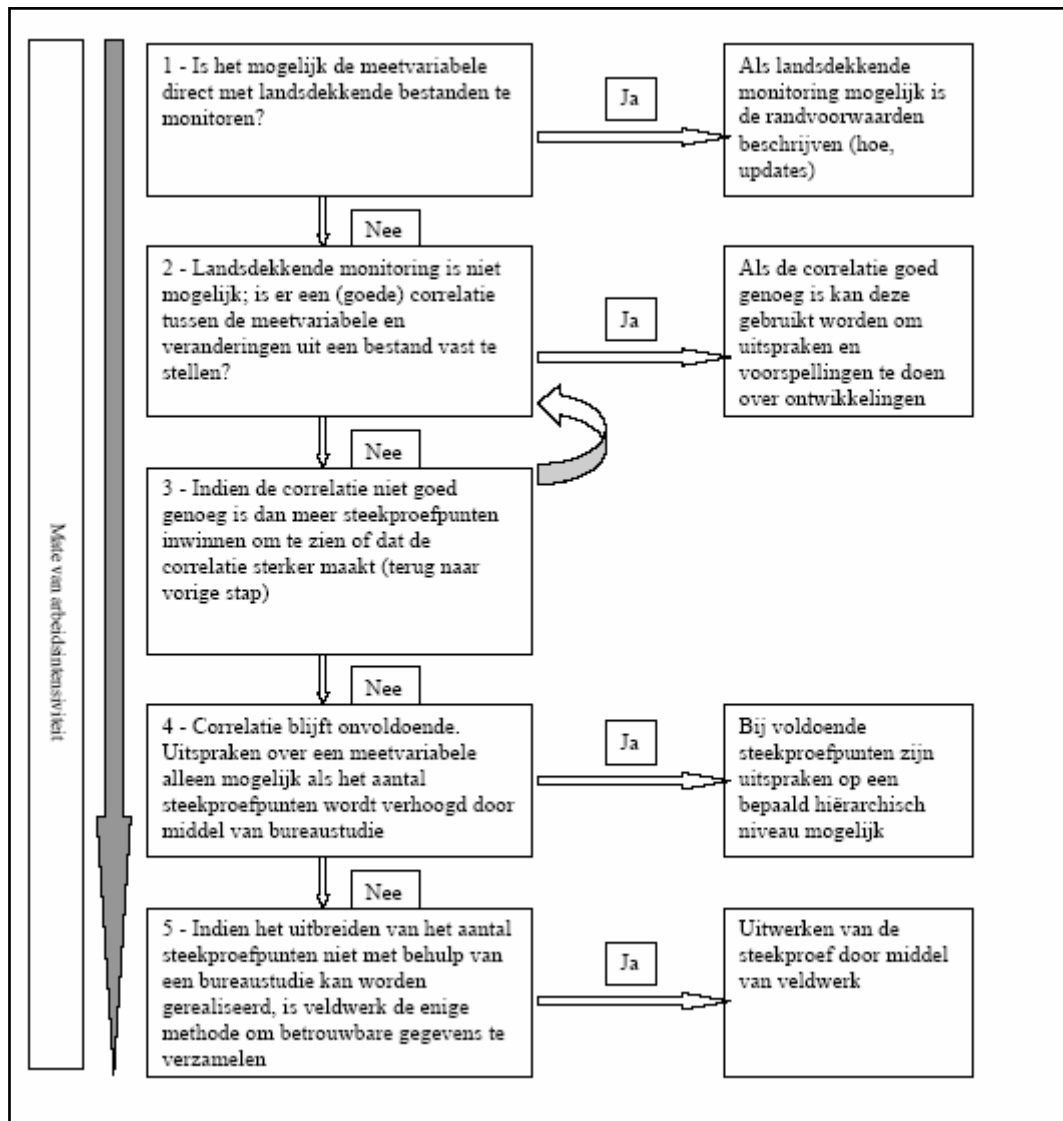 1 - Is het mogelijk de meetvariabele
direct met landsdekkende bestanden te
monitoren?
Ja
Als landsdekkende
monitoring mogelijk is
de randvoorwaarden
beschrijven (hoe,
updates)
Nee
2 - Landsdekkende monitoring is niet
mogelijk; is er een (goede) correlatie
tussen de meetvariabele en
veranderingen uit een bestand vast te
stellen?
Ja
Als de correlatie goed
genoeg is kan deze
gebruikt worden om
uitspraken en
voorspellingen te doen
over ontwikkelingen
Nee
3 - Indien de correlatie niet goed
genoeg is dan meer steekproefpunten
inwinnen om te zien of dat de
correlatie sterker maakt (terug naar
vorige stap)
Nee
4 - Correlatie blijft onvoldoende.
Uitspraken over een meetvariabele
alleen mogelijk als het aantal
steekproefpunten wordt verhoogd door
middel van bureaustudie
Ja
Bij voldoende
steekproefpunten zijn
uitspraken op een
bepaald hiërarchisch
niveau mogelijk
Nee
5 - Indien het uitbreiden van het aantal
steekproefpunten niet met behulp van
een bureaustudie kan worden
gerealiseerd, is veldwerk de enige
methode om betrouwbare gegevens te
verzamelen
Ja
Uitwerken van de
steekproef door middel
van veldwerk
Mate van arbeidsintensiviteit